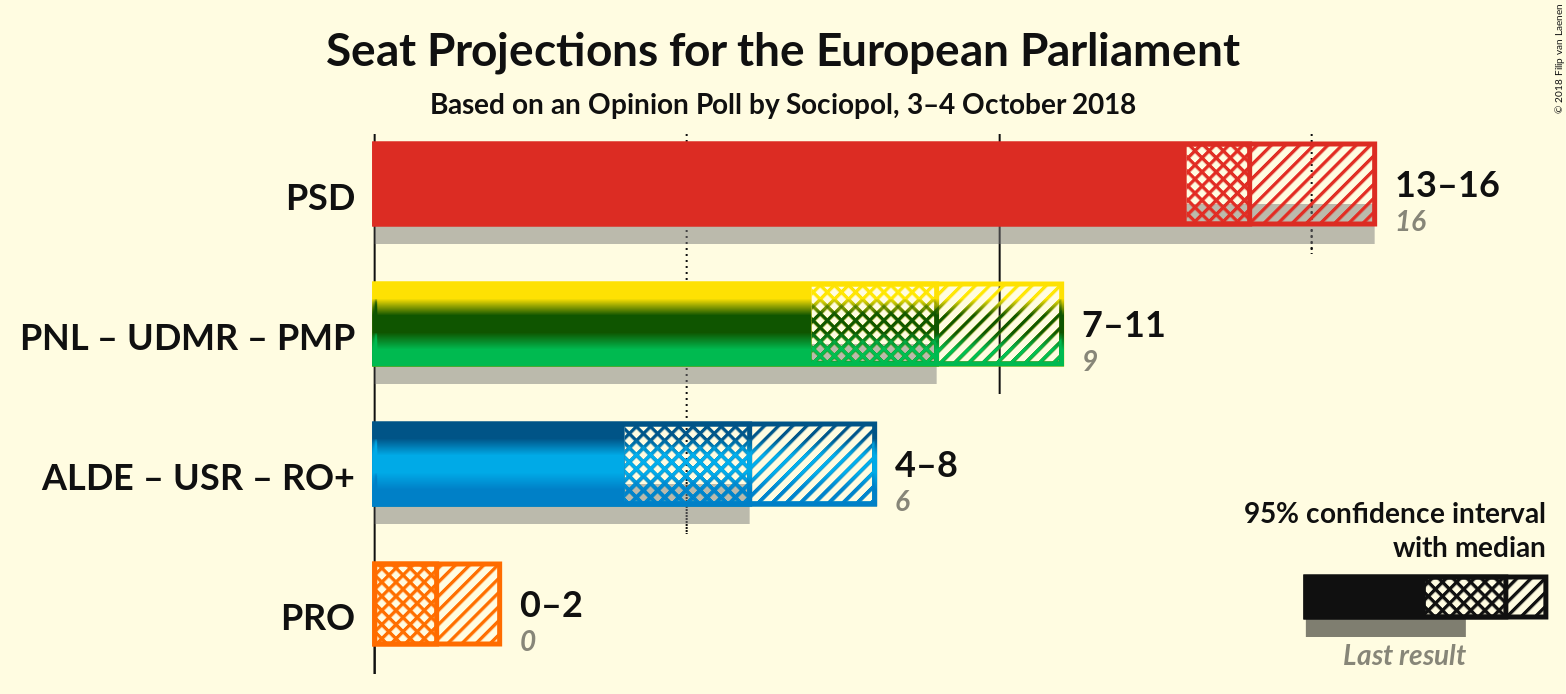 Seat Projections for the European Parliament
Based on an Opinion Poll by Sociopol, 3–4 October 2018
© 2018 Filip van Laenen
PSD
13–16
16
PNL – UDMR – PMP
7–11
9
ALDE – USR – RO+
4–8
6
PRO
0–2
0
95% confidence interval
with median
Last result